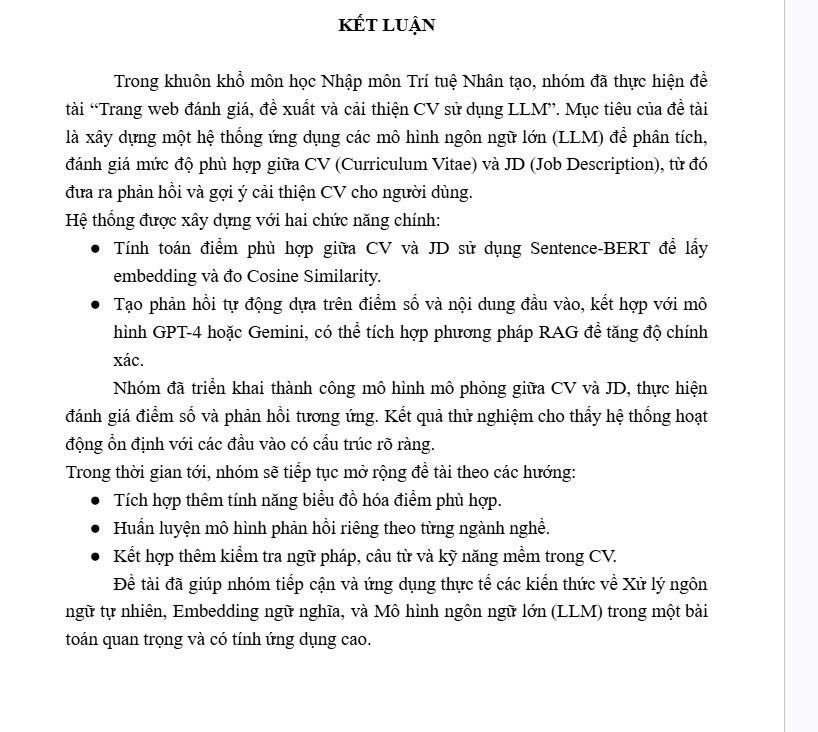 KẾT LUẬN
Trong khuôn khổ môn học Nhập môn Trí tuệ Nhân tạo, nhóm đã thực hiện đề
tài “Trang web đánh giá, đề xuất và cải thiện CV sử dụng LLM”. Mục tiêu của đề tài
là xây dựng một hệ thống ứng dụng các mô hình ngôn ngữ lớn (LLM) để phân tích,
đánh giá mức độ phù hợp giữa CV (Curriculum Vitae) và JD (Job Description), từ đó
đưa ra phản hồi và gợi ý cải thiện CV cho người dùng.
Hệ thống được xây dựng với hai chức năng chính:
● Tính toán điểm phù hợp giữa CV và JD sử dụng Sentence-BERT để lấy
embedding và đo Cosine Similarity.
● Tạo phản hồi tự động dựa trên điểm số và nội dung đầu vào, kết hợp với mô
hình GPT-4 hoặc Gemini, có thể tích hợp phương pháp RAG để tăng độ chính
xác.
Nhóm đã triển khai thành công mô hình mô phỏng giữa CV và JD, thực hiện
đánh giá điểm số và phản hồi tương ứng. Kết quả thử nghiệm cho thấy hệ thống hoạt
động ổn định với các đầu vào có cấu trúc rõ ràng.
Trong thời gian tới, nhóm sẽ tiếp tục mở rộng đề tài theo các hướng:
● Tích hợp thêm tính năng biểu đồ hóa điểm phù hợp.
● Huấn luyện mô hình phản hồi riêng theo từng ngành nghề.
● Kết hợp thêm kiểm tra ngữ pháp, câu từ và kỹ năng mềm trong CV.
Đề tài đã giúp nhóm tiếp cận và ứng dụng thực tế các kiến thức về Xử lý ngôn
ngữ tự nhiên, Embedding ngữ nghĩa, và Mô hình ngôn ngữ lớn (LLM) trong một bài
toán quan trọng và có tính ứng dụng cao.